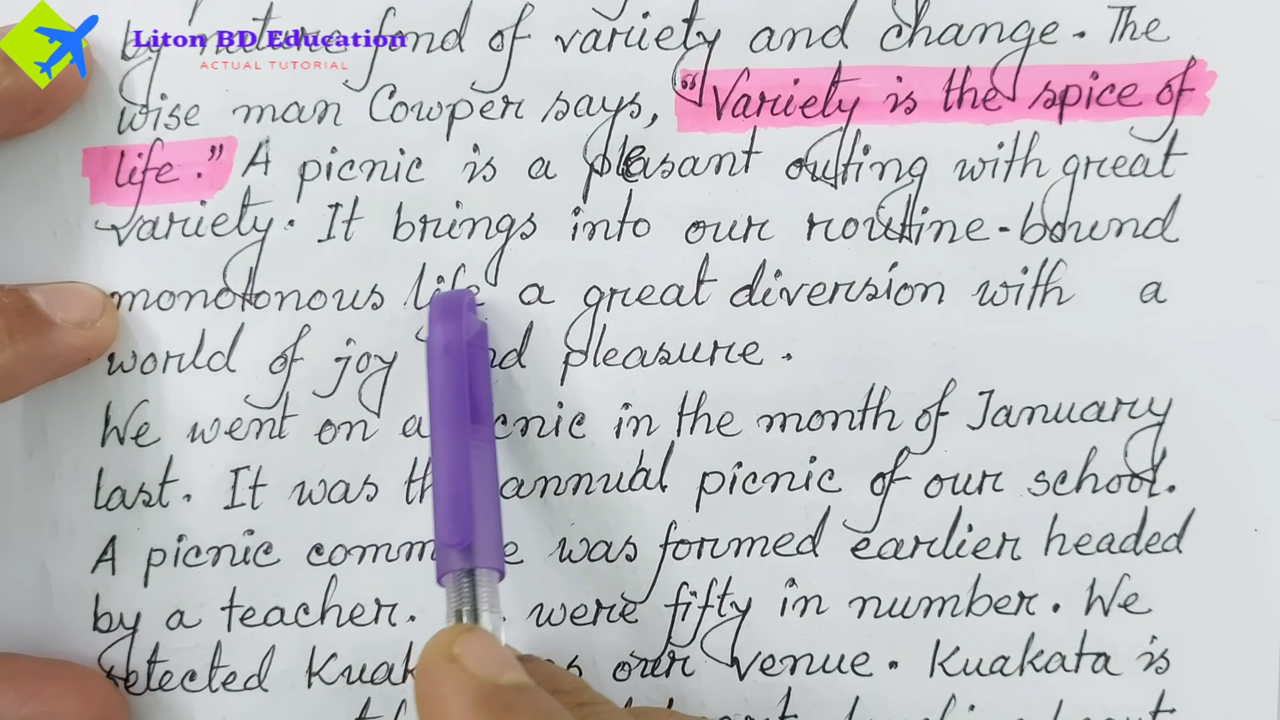 Liton BD Education
ACTUAL TUTORIAL
by nature fond of variety and change. The
wise man Cowper says, "Variety is the spice of
life." A picnic is a pleasant outing with great
variety. It brings into our routine-bound
monotonous life a great diversion with a
world of joy and pleasure.
We went on a picnic in the month of January
last. It was the annual picnic of our school.
A picnic committee was formed earlier headed
by a teacher. were fifty in number. We
selected Kuakata as our venue. Kuakata is